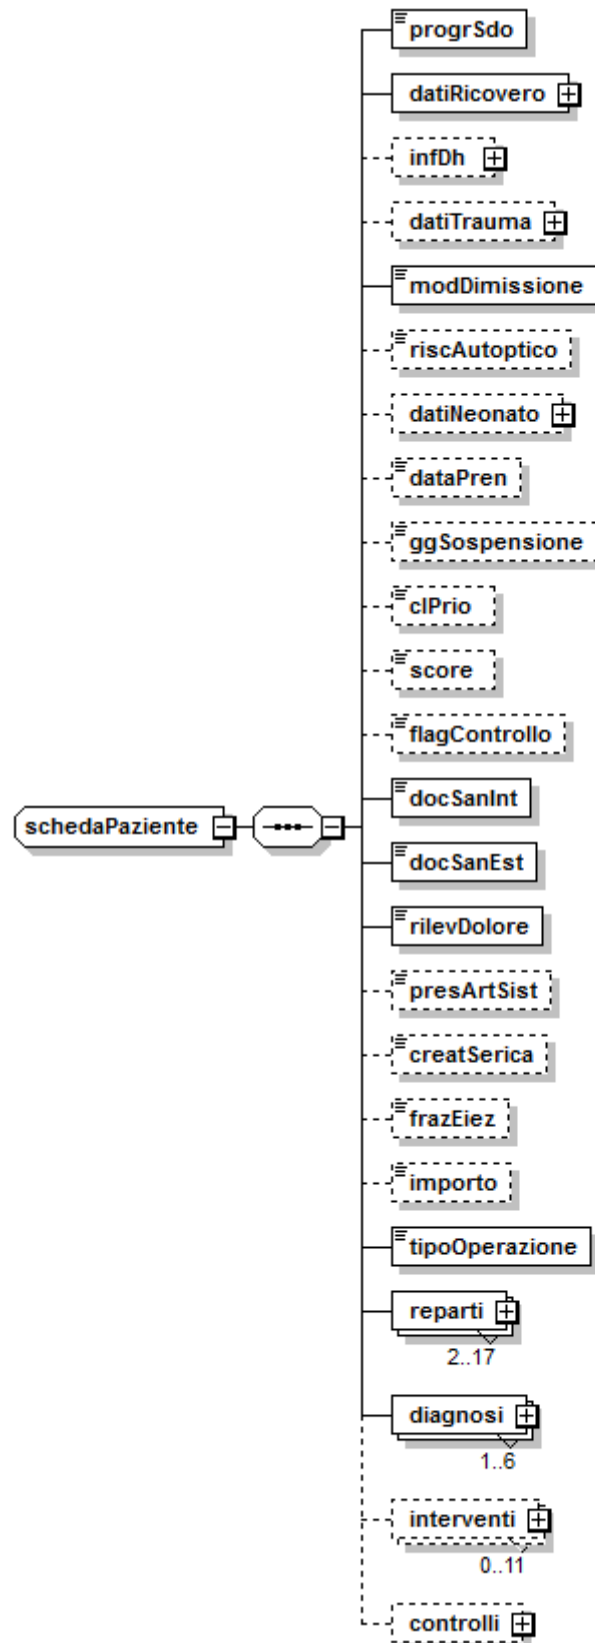 progrSdo
datiRicovero
infDh
datiTrauma
modDimissione
riscAutoptico
datiNeonato
dataPren
ggSospensione
clPrio
score
flagControllo
schedaPaziente
docSanInt
docSanEst
rilevDolore
presArtSist
creatSerica
frazEiez
importo
tipoOperazione
reparti
2..17
diagnosi
1..6
interventi
0..11
controlli